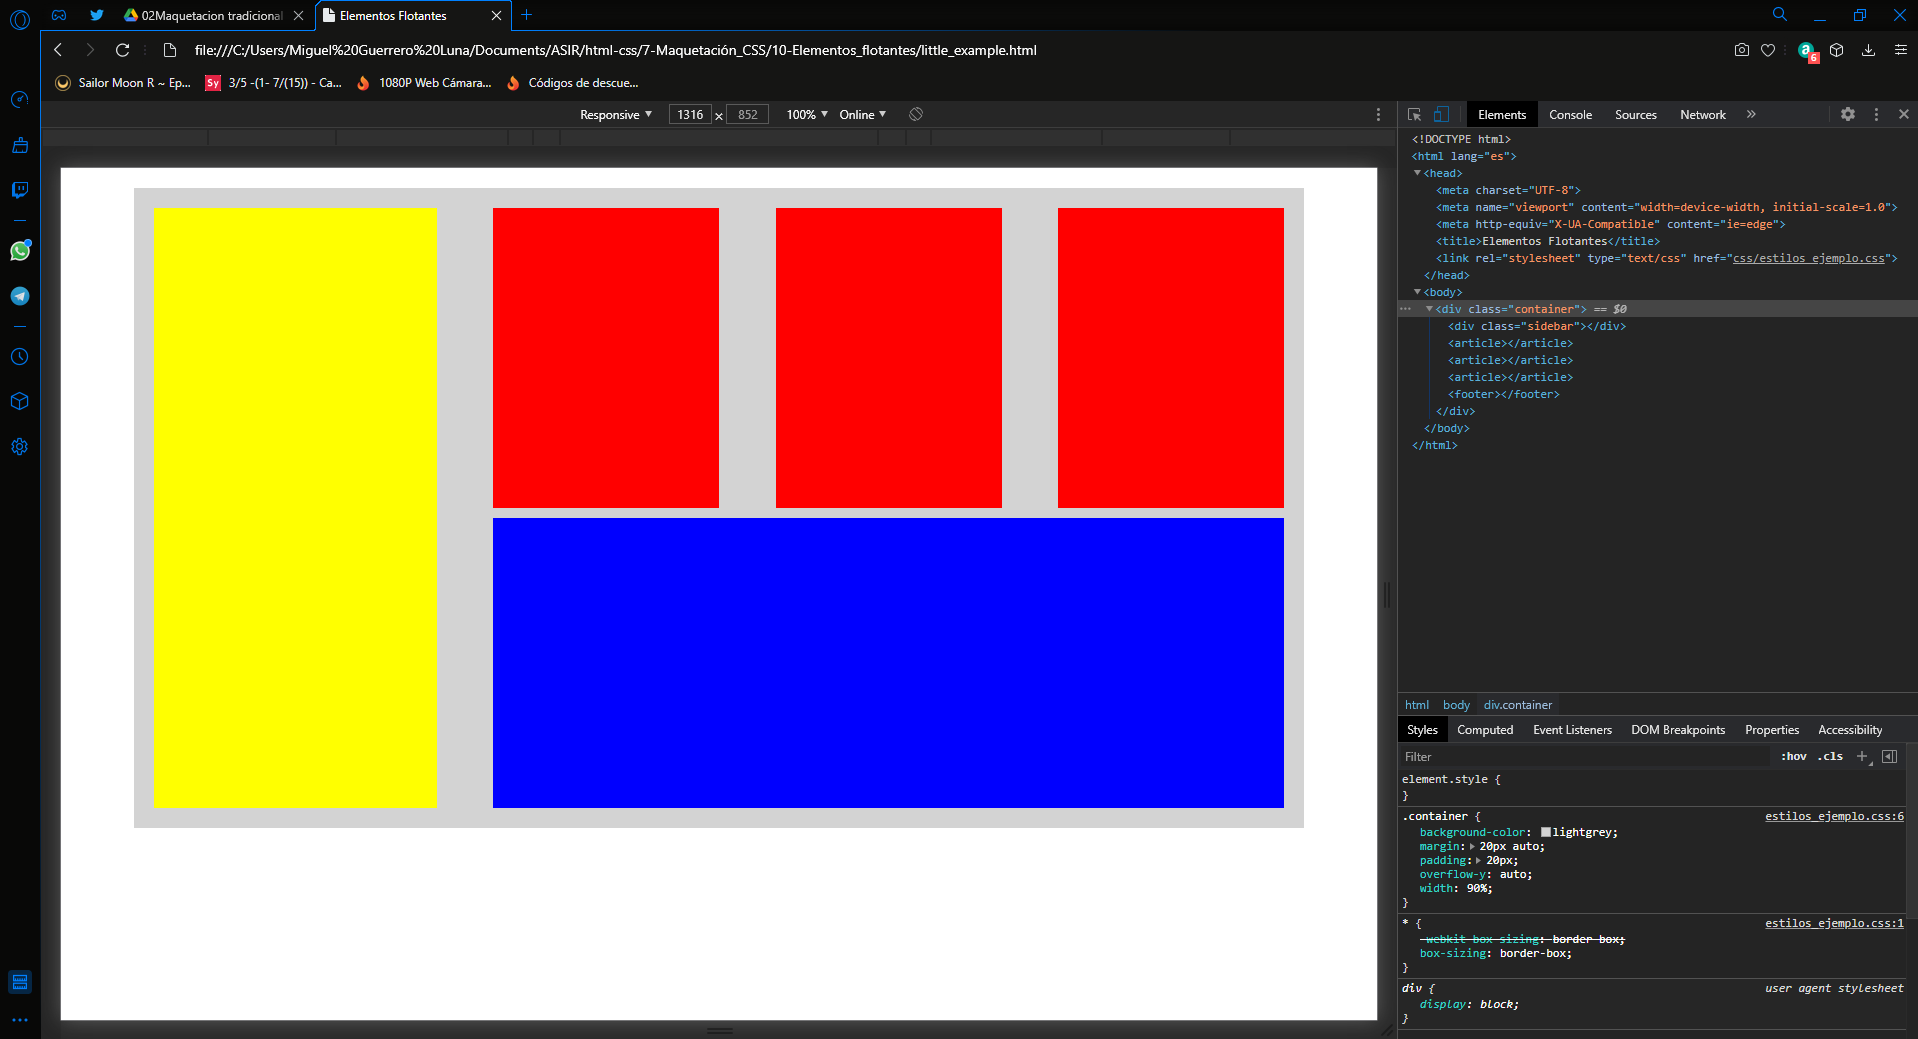 02Maquetacion tradicional
Elementos Flotantes
file:///C:/Users/Miguel%20Guerrero%20Luna/Documents/ASIR/html-css/7-Maquetación_CSS/10-Elementos_flotantes/little_example.html
6
Sailor Moon R ~ Ep...
Sy
3/5 -(1- 7/(15)) - Ca...
1080P Web Cámara...
Códigos de descue...
Responsive ▼ 1316 × 852 100% ▼ Online ▼
Elements Console Sources Network »
<!DOCTYPE html>
<html lang="es">
▼<head>
<meta charset="UTF-8">
<meta name="viewport" content="width=device-width, initial-scale=1.0">
<meta http-equiv="X-UA-Compatible" content="ie=edge">
<title>Elementos Flotantes</title>
<link rel="stylesheet" type="text/css" href="css/estilos_ejemplo.css">
</head>
▼<body>
… ▼<div class="container"> == $0
<div class="sidebar"></div>
<article></article>
<article></article>
<article></article>
<footer></footer>
</div>
</body>
</html>
html body div.container
Styles Computed Event Listeners DOM Breakpoints Properties Accessibility
Filter :hov .cls +
element.style {
}
.container { estilos_ejemplo.css:6
background-color: lightgrey;
margin: ▶ 20px auto;
padding: ▶ 20px;
overflow-y: auto;
width: 90%;
}
* { estilos_ejemplo.css:1
-webkit-box-sizing: border-box;
box-sizing: border-box;
}
div { user agent stylesheet
display: block;
}